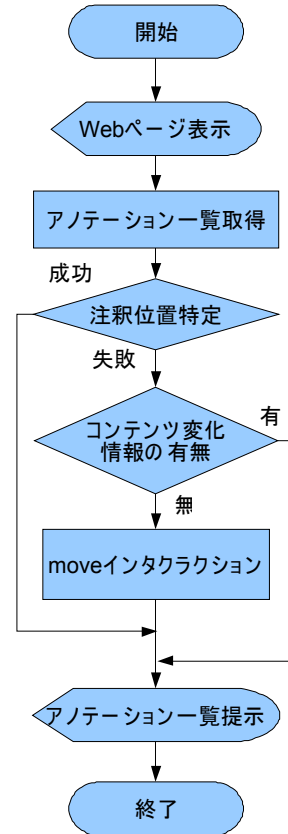 開始
Webページ表示
アノテーション一覧取得
成功
注釈位置特定
失敗
コンテンツ変化
情報の有無
有
無
moveインタクラクション
アノテーション一覧提示
終了